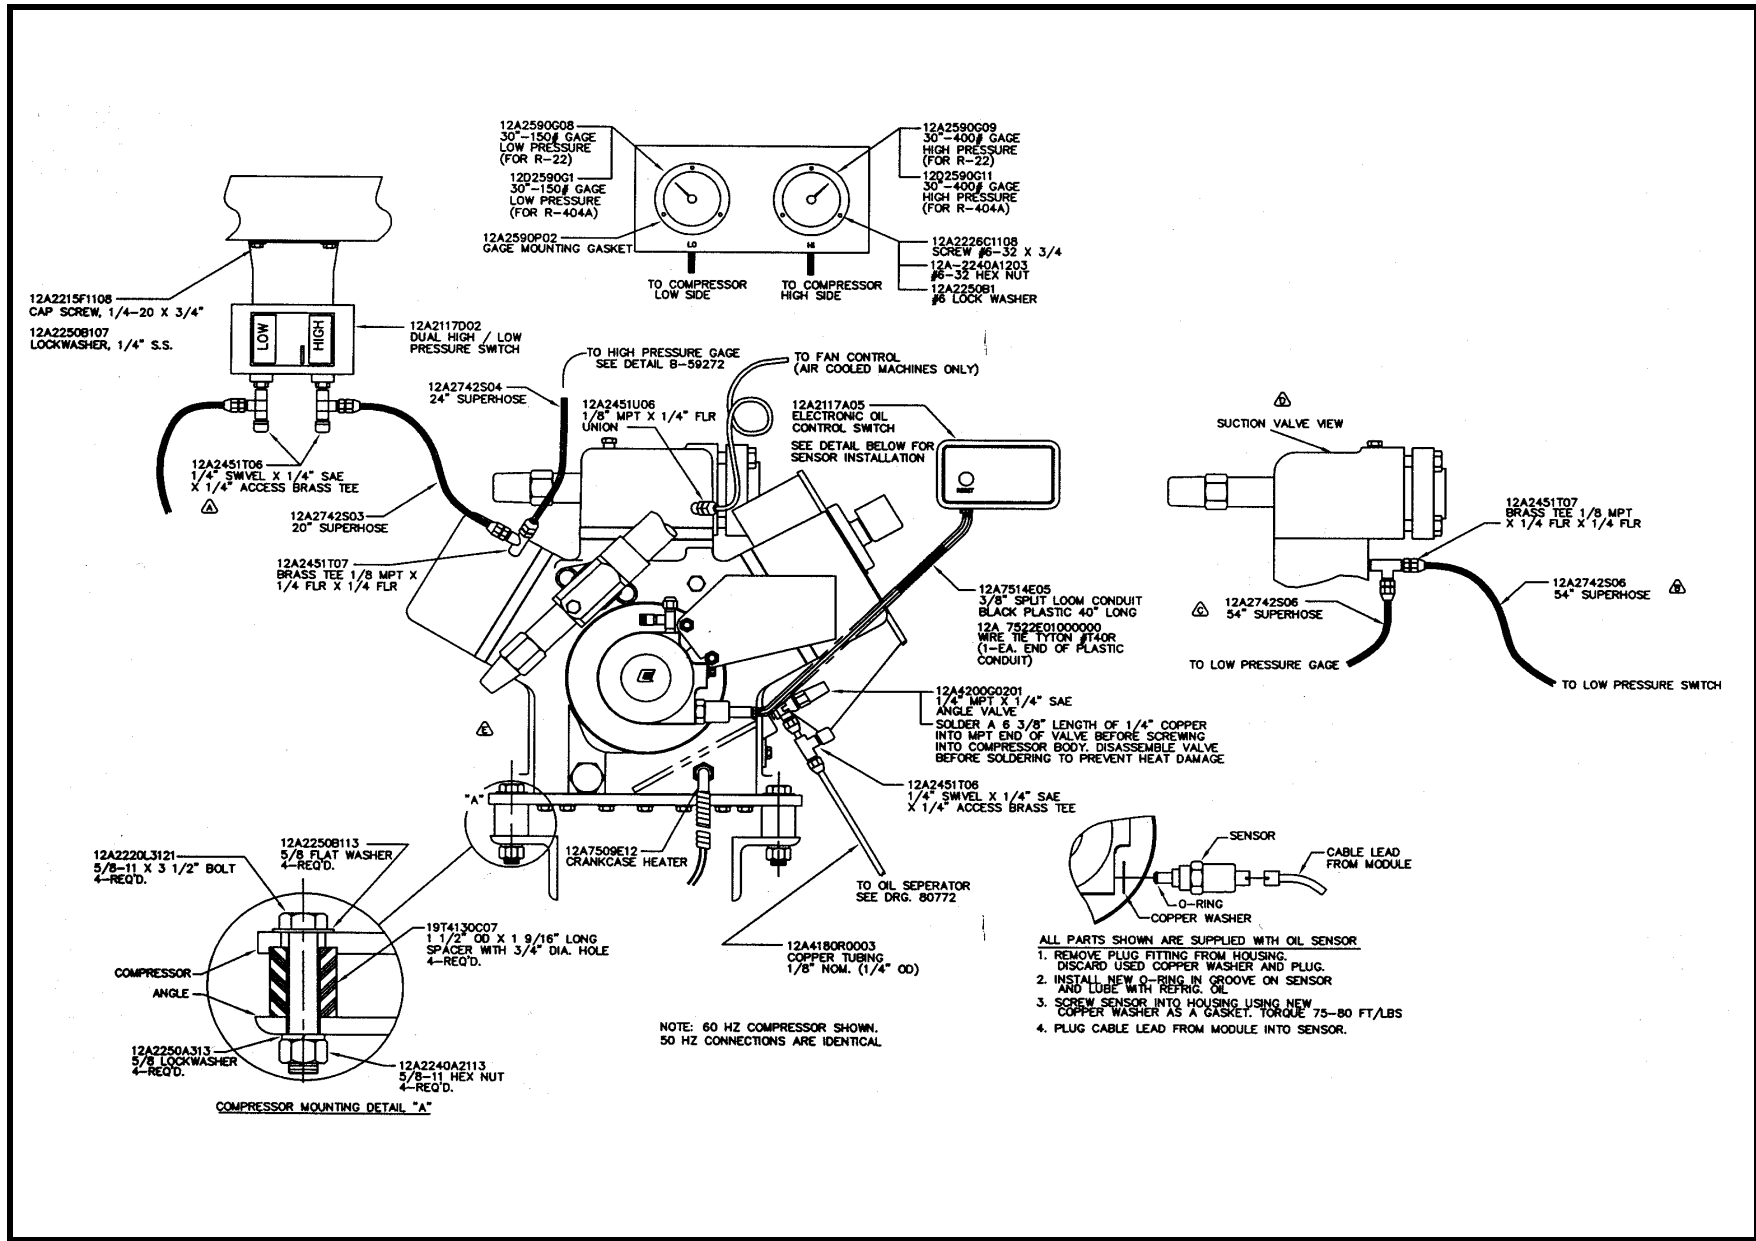 12A2590G08
30"-150# GAGE
LOW PRESSURE
(FOR R-22)
12D2590G1
30"-150# GAGE
LOW PRESSURE
(FOR R-404A)
12A2590P02
GAGE MOUNTING GASKET
LO
HI
TO COMPRESSOR
LOW SIDE
TO COMPRESSOR
HIGH SIDE
12A2590G09
30"-400# GAGE
HIGH PRESSURE
(FOR R-22)
12D2590G11
30"-400# GAGE
HIGH PRESSURE
(FOR R-404A)
12A2226C1108
SCREW #6-32 X 3/4
12A-2240A1203
#6-32 HEX NUT
12A2250B1
#6 LOCK WASHER
12A2215F1108
CAP SCREW, 1/4-20 X 3/4"
12A2250B107
LOCKWASHER, 1/4" S.S.
LOW
HIGH
12A2117D02
DUAL HIGH / LOW
PRESSURE SWITCH
TO HIGH PRESSURE GAGE
SEE DETAIL B-59272
TO FAN CONTROL
(AIR COOLED MACHINES ONLY)
12A2742S04
24" SUPERHOSE
12A2451U06
1/8" MPT X 1/4" FLR
UNION
12A2117A05
ELECTRONIC OIL
CONTROL SWITCH
SEE DETAIL BELOW FOR
SENSOR INSTALLATION
RESET
D
SUCTION VALVE VIEW
12A2451T06
1/4" SWIVEL X 1/4" SAE
X 1/4" ACCESS BRASS TEE
A
12A2742S03
20" SUPERHOSE
12A2451T07
BRASS TEE 1/8 MPT X
1/4 FLR X 1/4 FLR
12A2451T07
BRASS TEE 1/8 MPT
X 1/4 FLR X 1/4 FLR
12A2742S06
54" SUPERHOSE
B
C
12A2742S06
54" SUPERHOSE
TO LOW PRESSURE GAGE
TO LOW PRESSURE SWITCH
12A7514E05
3/8" SPLIT LOOM CONDUIT
BLACK PLASTIC 40" LONG
12A 7522E01000000
WIRE TIE TYTON #T40R
(1-EA. END OF PLASTIC
CONDUIT)
12A4200G0201
1/4" MPT X 1/4" SAE
ANGLE VALVE
SOLDER A 6 3/8" LENGTH OF 1/4" COPPER
INTO MPT END OF VALVE BEFORE SCREWING
INTO COMPRESSOR BODY. DISASSEMBLE VALVE
BEFORE SOLDERING TO PREVENT HEAT DAMAGE
E
12A2451T06
1/4" SWIVEL X 1/4" SAE
X 1/4" ACCESS BRASS TEE
"A"
12A7509E12
CRANKCASE HEATER
TO OIL SEPERATOR
SEE DRG. 80772
12A2220L3121
5/8-11 X 3 1/2" BOLT
4-REQ'D.
12A2250B113
5/8 FLAT WASHER
4-REQ'D.
19T4130C07
1 1/2" OD X 1 9/16" LONG
SPACER WITH 3/4" DIA. HOLE
4-REQ'D.
COMPRESSOR
ANGLE
12A2250A313
5/8 LOCKWASHER
4-REQ'D.
12A2240A2113
5/8-11 HEX NUT
4-REQ'D.
COMPRESSOR MOUNTING DETAIL "A"
12A4180R0003
COPPER TUBING
1/8" NOM. (1/4" OD)
NOTE: 60 HZ COMPRESSOR SHOWN.
50 HZ CONNECTIONS ARE IDENTICAL
SENSOR
CABLE LEAD
FROM MODULE
O-RING
COPPER WASHER
ALL PARTS SHOWN ARE SUPPLIED WITH OIL SENSOR
1. REMOVE PLUG FITTING FROM HOUSING.
DISCARD USED COPPER WASHER AND PLUG.
2. INSTALL NEW O-RING IN GROOVE ON SENSOR
AND LUBE WITH REFRIG. OIL
3. SCREW SENSOR INTO HOUSING USING NEW
COPPER WASHER AS A GASKET. TORQUE 75-80 FT/LBS
4. PLUG CABLE LEAD FROM MODULE INTO SENSOR.